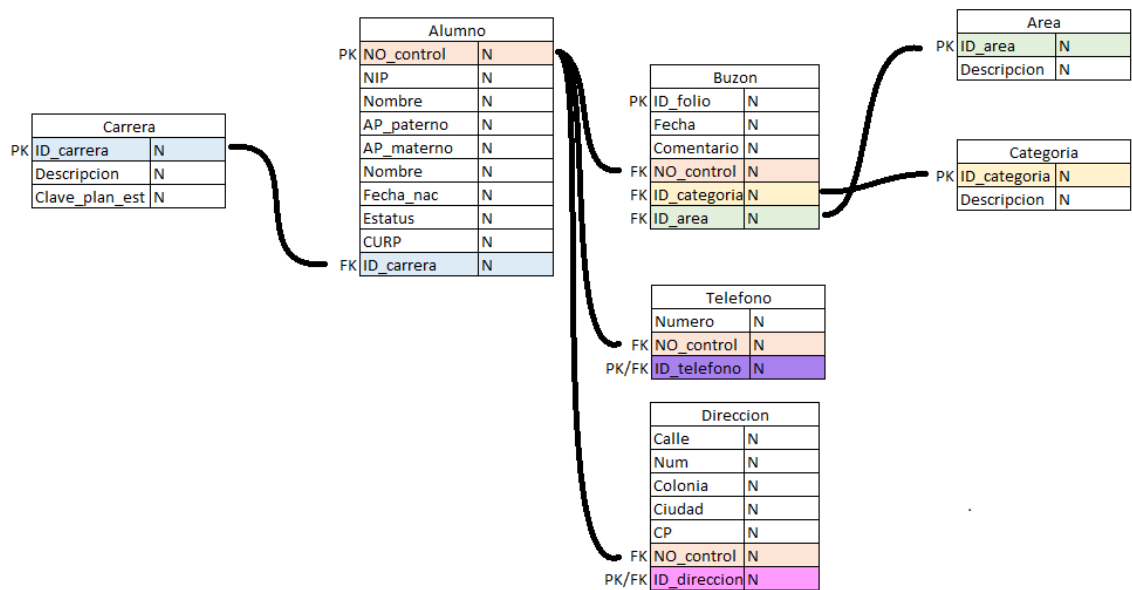 Carrera
PK ID_carrera N
Descripcion N
Clave_plan_est N
Alumno
PK NO_control N
NIP N
Nombre N
AP_paterno N
AP_materno N
Nombre N
Fecha_nac N
Estatus N
CURP N
FK ID_carrera N
Buzon
PK ID_folio N
Fecha N
Comentario N
FK NO_control N
FK ID_categoria N
FK ID_area N
Telefono
Numero N
FK NO_control N
PK/FK ID_telefono N
Direccion
Calle N
Num N
Colonia N
Ciudad N
CP N
FK NO_control N
PK/FK ID_direccion N
Area
PK ID_area N
Descripcion N
Categoria
PK ID_categoria N
Descripcion N